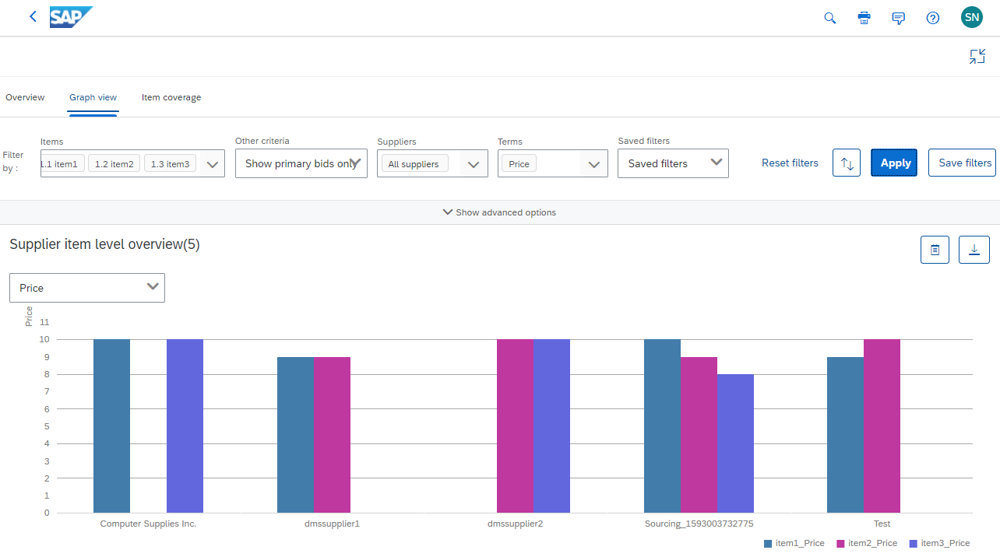 SAP
SN
Overview Graph view Item coverage
Filter by :
Items
1.1 item1 1.2 item2 1.3 item3
Other criteria
Show primary bids only
Suppliers
All suppliers
Terms
Price
Saved filters
Saved filters
Reset filters
Apply
Save filters
Show advanced options
Supplier item level overview(5)
Price
Price
11
10
9
8
7
6
5
4
3
2
1
0
Computer Supplies Inc. dmssupplier1 dmssupplier2 Sourcing_1593003732775 Test
item1_Price item2_Price item3_Price